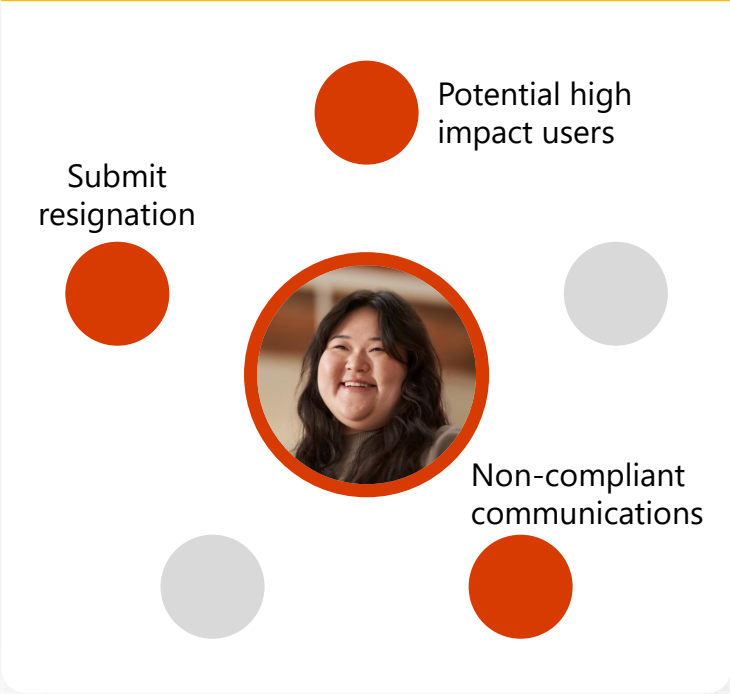 Potential high
impact users
Submit
resignation
Non-compliant
communications